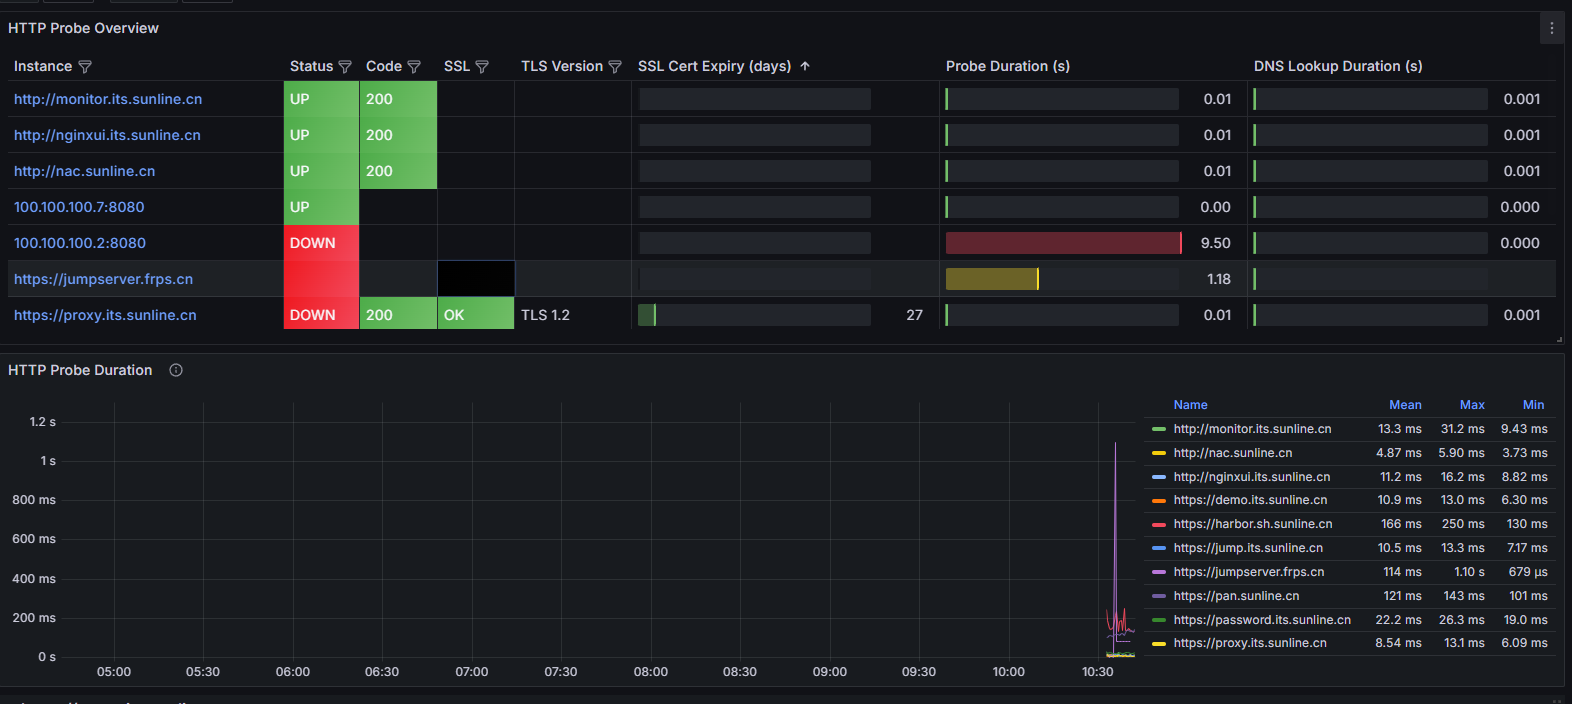 HTTP Probe Overview
Instance Status Code SSL TLS Version SSL Cert Expiry (days) Probe Duration (s) DNS Lookup Duration (s)
http://monitor.its.sunline.cn UP 200 0.01 0.001
http://nginxui.its.sunline.cn UP 200 0.01 0.001
http://nac.sunline.cn UP 200 0.01 0.001
100.100.100.7:8080 UP 0.00 0.000
100.100.100.2:8080 DOWN 9.50 0.000
https://jumpserver.frps.cn 1.18
https://proxy.its.sunline.cn DOWN 200 OK TLS 1.2 27 0.01 0.001
HTTP Probe Duration
1.2 s
1 s
800 ms
600 ms
400 ms
200 ms
0 s
05:00 05:30 06:00 06:30 07:00 07:30 08:00 08:30 09:00 09:30 10:00 10:30
Name Mean Max Min
http://monitor.its.sunline.cn 13.3 ms 31.2 ms 9.43 ms
http://nac.sunline.cn 4.87 ms 5.90 ms 3.73 ms
http://nginxui.its.sunline.cn 11.2 ms 16.2 ms 8.82 ms
https://demo.its.sunline.cn 10.9 ms 13.0 ms 6.30 ms
https://harbor.sh.sunline.cn 166 ms 250 ms 130 ms
https://jump.its.sunline.cn 10.5 ms 13.3 ms 7.17 ms
https://jumpserver.frps.cn 114 ms 1.10 s 679 µs
https://pan.sunline.cn 121 ms 143 ms 101 ms
https://password.its.sunline.cn 22.2 ms 26.3 ms 19.0 ms
https://proxy.its.sunline.cn 8.54 ms 13.1 ms 6.09 ms